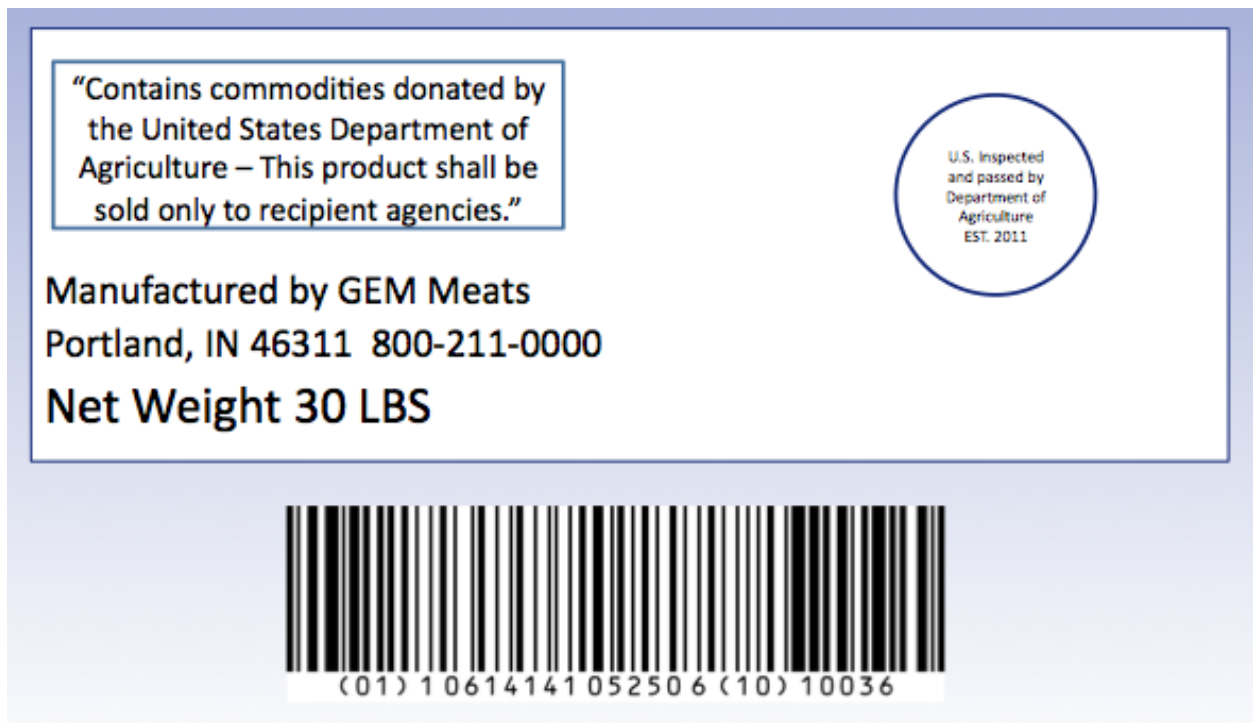 “Contains commodities donated by
the United States Department of
Agriculture – This product shall be
sold only to recipient agencies.”
U.S. Inspected
and passed by
Department of
Agriculture
EST. 2011
Manufactured by GEM Meats
Portland, IN 46311 800-211-0000
Net Weight 30 LBS
(01) 1 0614141 052506 (10) 10036